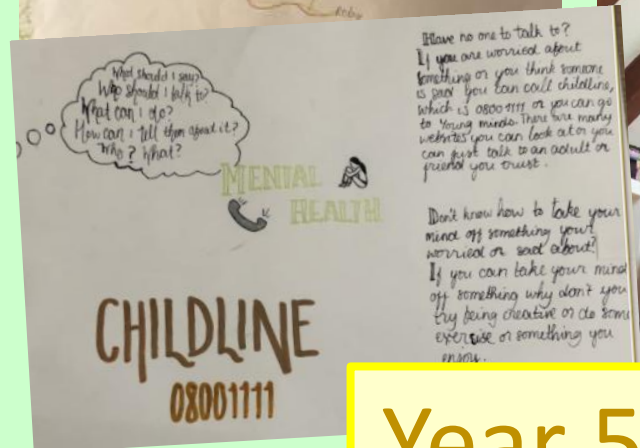 Roby
What should I say?
Who should I talk to?
What can I do?
How can I tell them about it?
Who? What?
MENTAL
HEALTH
CHILDLINE
08001111
Have no one to talk to?
If you are worried about
something or you think someone
is sad you can call childline,
which is 0800 1111 or you can go
to Young minds. There are many
websites you can look at or you
can just talk to an adult or
friend you trust.
Don't know how to take your
mind off something your
worried or sad about?
If you can take your mind
off something why don't you
try being creative or do some
exercise or something you
enjoy.
Year 5